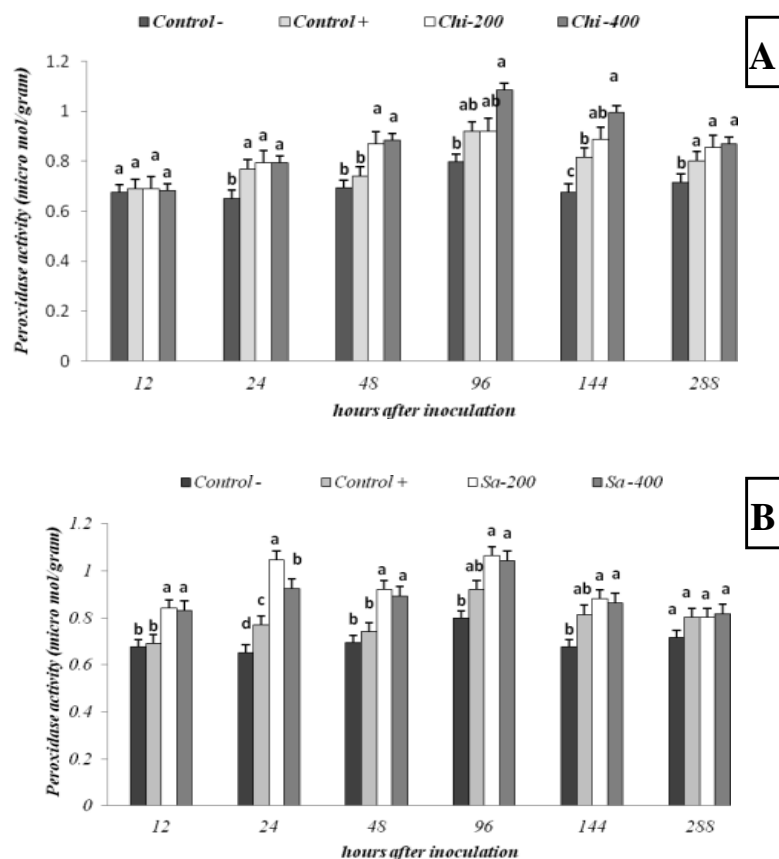 Control - Control + Chi-200 Chi-400
A
Peroxidase activity (micro mol/gram)
1.2
1
0.8
0.6
0.4
0.2
0
a a a a
b a a a
b b a a
b ab ab a
c b ab a
b a a a
12 24 48 96 144 288
hours after inoculation
Control - Control + Sa-200 Sa-400
B
Peroxidase activity (micro mol/gram)
1.2
1
0.8
0.6
0.4
0.2
0
b b a a
d c a b
b b a a
b ab a a
b ab a a
a a a a
12 24 48 96 144 288
hours after inoculation